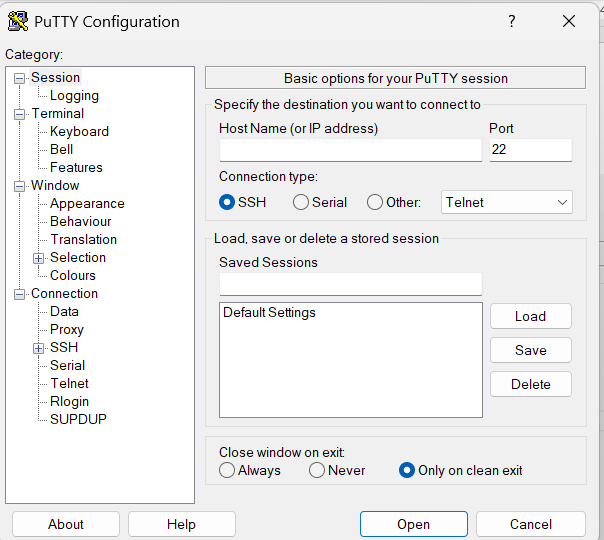 PuTTY Configuration
?
Category:
Session
Logging
Terminal
Keyboard
Bell
Features
Window
Appearance
Behaviour
Translation
Selection
Colours
Connection
Data
Proxy
SSH
Serial
Telnet
Rlogin
SUPDUP
Basic options for your PuTTY session
Specify the destination you want to connect to
Host Name (or IP address) Port
22
Connection type:
SSH Serial Other: Telnet
Load, save or delete a stored session
Saved Sessions
Default Settings
Load
Save
Delete
Close window on exit:
Always Never Only on clean exit
About Help Open Cancel